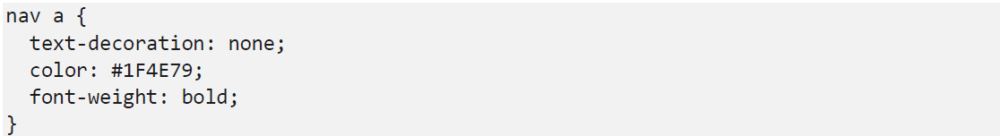 nav a {
  text-decoration: none;
  color: #1F4E79;
  font-weight: bold;
}